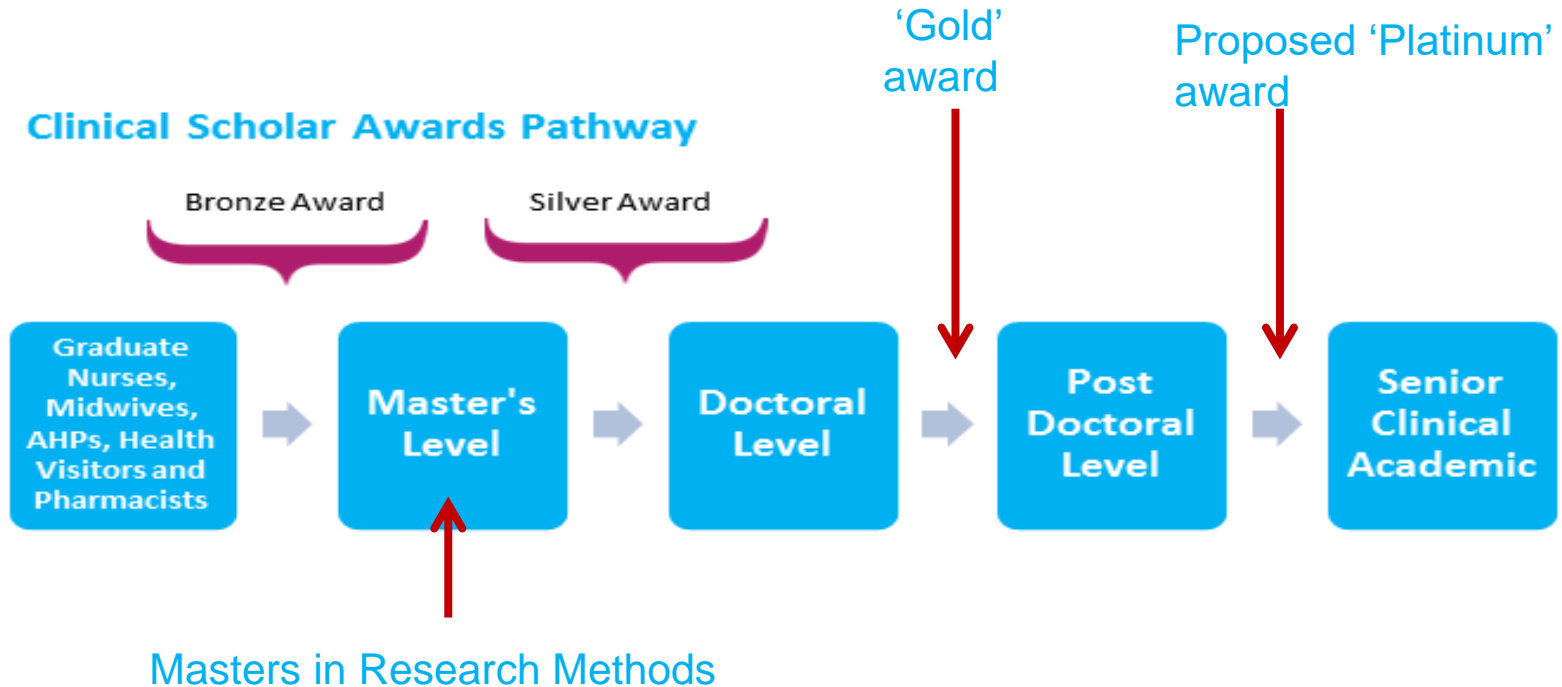 ‘Gold’
award
Proposed ‘Platinum’
award
Clinical Scholar Awards Pathway
Bronze Award
Silver Award
Graduate
Nurses,
Midwives,
AHPs, Health
Visitors and
Pharmacists
Master's
Level
Doctoral
Level
Post
Doctoral
Level
Senior
Clinical
Academic
Masters in Research Methods